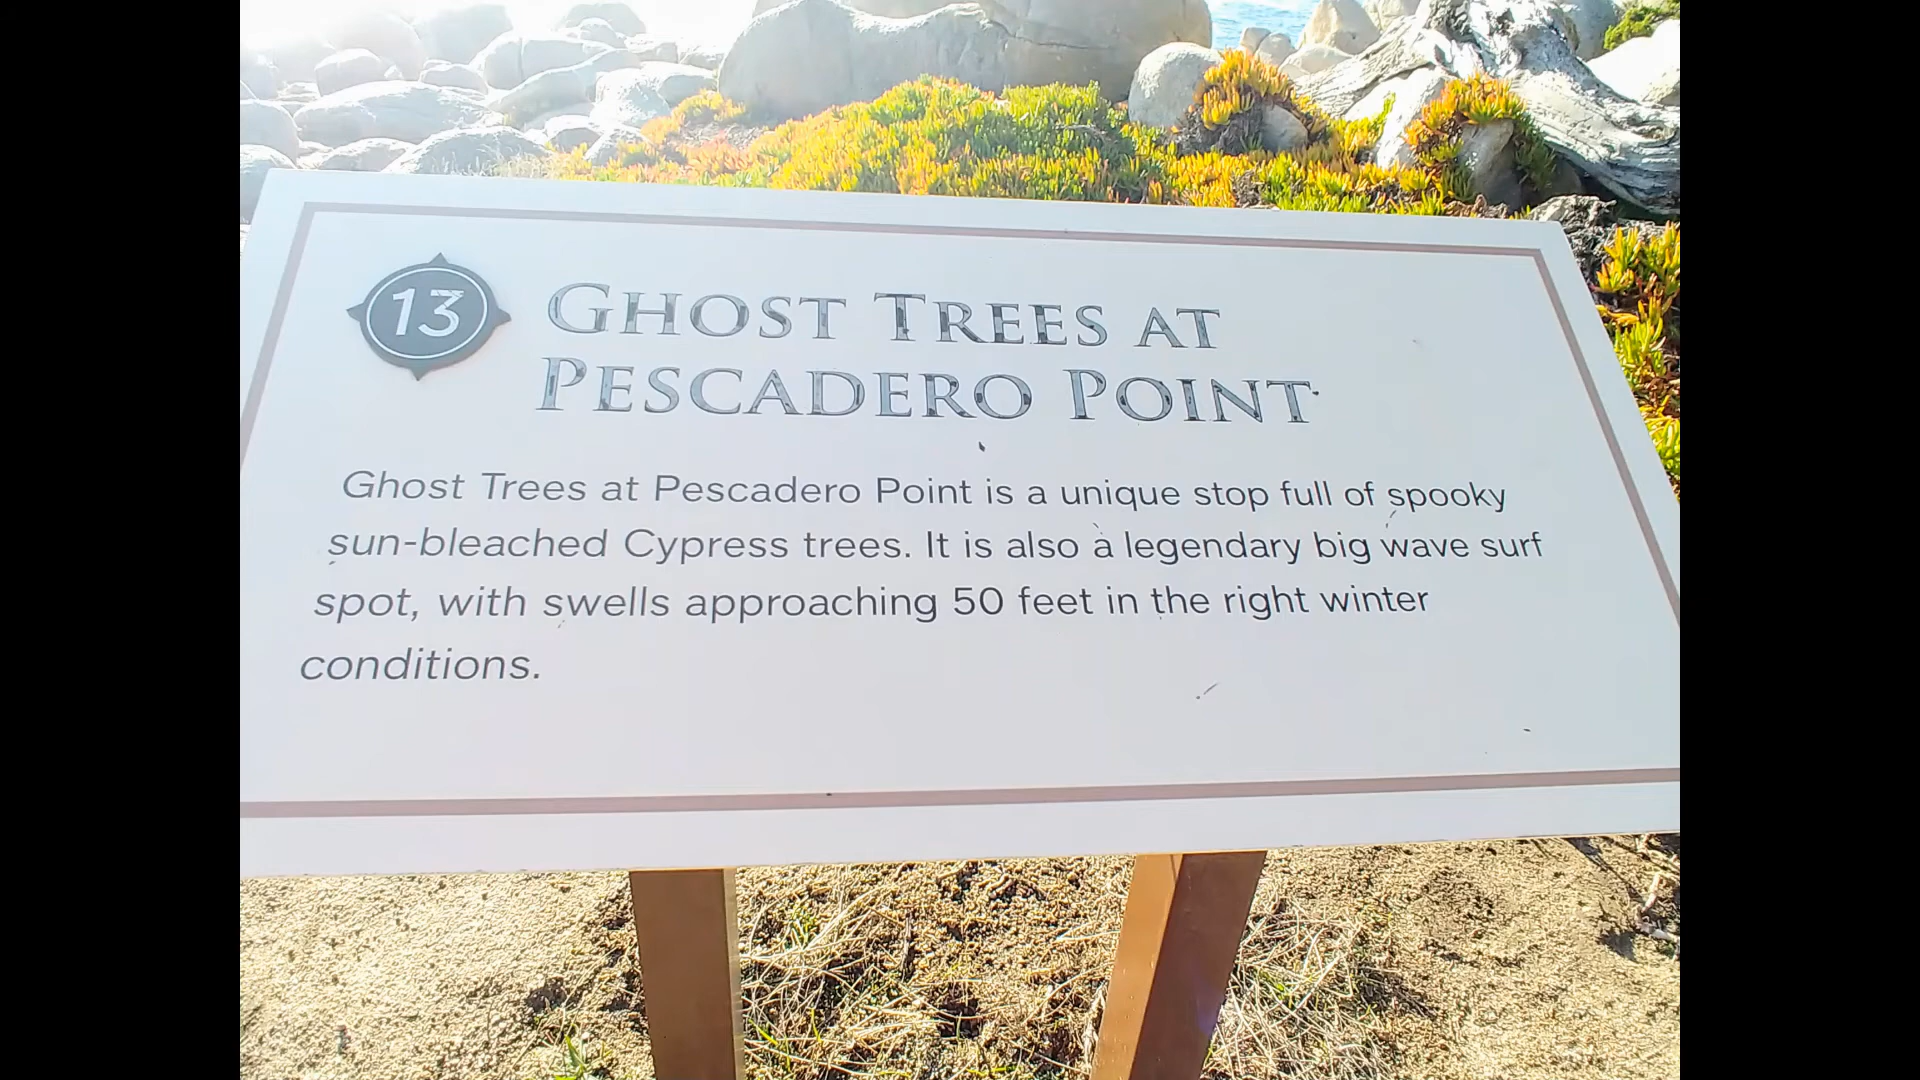 13
GHOST TREES AT
PESCADERO POINT
Ghost Trees at Pescadero Point is a unique stop full of spooky
sun-bleached Cypress trees. It is also a legendary big wave surf
spot, with swells approaching 50 feet in the right winter
conditions.